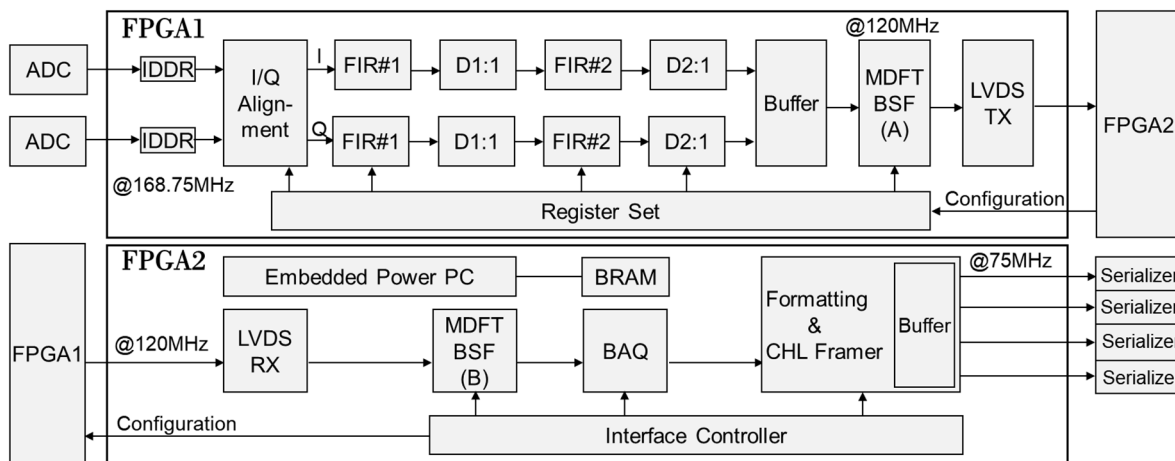 FPGA1
@120MHz
ADC
IDDR
I/Q
Align-
ment
I
FIR#1
D1:1
FIR#2
D2:1
Buffer
MDFT
BSF
(A)
LVDS
TX
FPGA2
ADC
IDDR
Q
FIR#1
D1:1
FIR#2
D2:1
@168.75MHz
Register Set
Configuration
FPGA2
Embedded Power PC
BRAM
@75MHz
FPGA1
@120MHz
LVDS
RX
MDFT
BSF
(B)
BAQ
Formatting
&
CHL Framer
Buffer
Serializer
Serializer
Serializer
Serializer
Configuration
Interface Controller